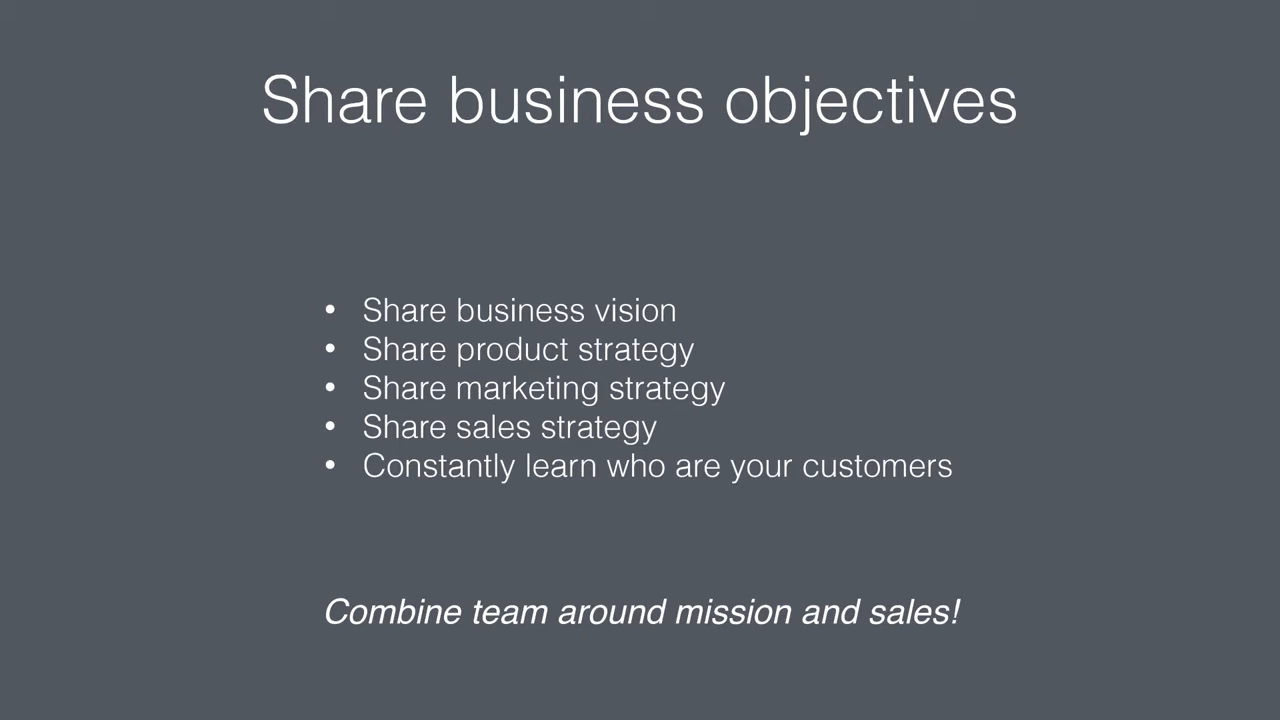 Share business objectives
• Share business vision
• Share product strategy
• Share marketing strategy
• Share sales strategy
• Constantly learn who are your customers
Combine team around mission and sales!